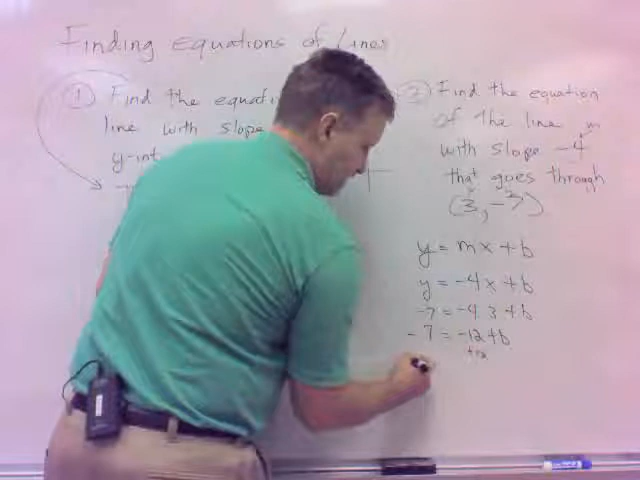 Finding Equations of Lines
① Find the equati
line with slope
y-int
② Find the equation
of the line m
with slope -4
that goes through
(3, -7)
y = mx + b
y = -4x + b
-7 = -4·3 + b
-7 = -12 + b
+12